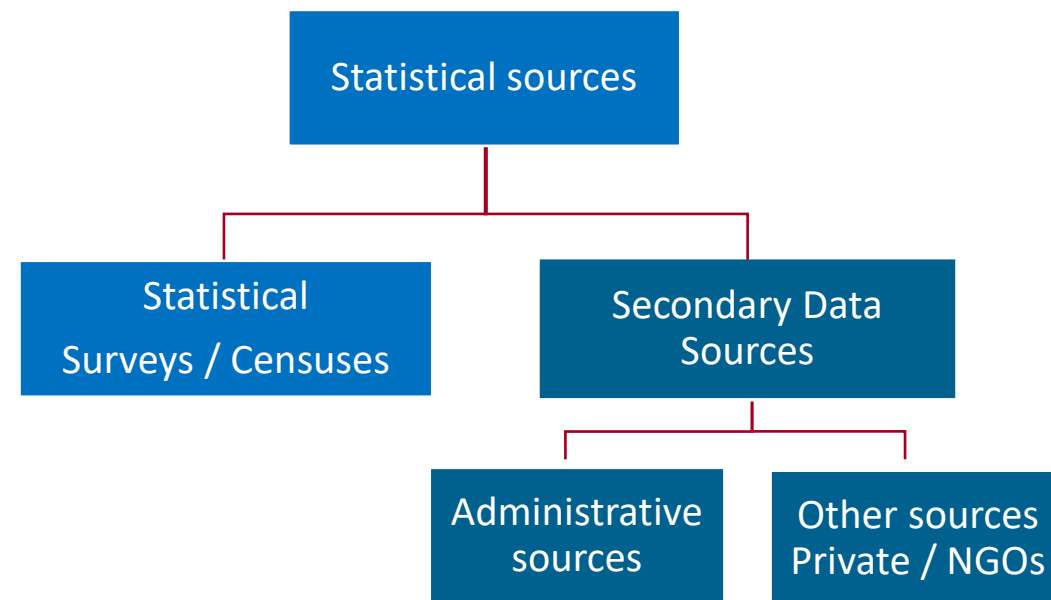 Statistical sources
Statistical
Surveys / Censuses
Secondary Data
Sources
Administrative
sources
Other sources
Private / NGOs